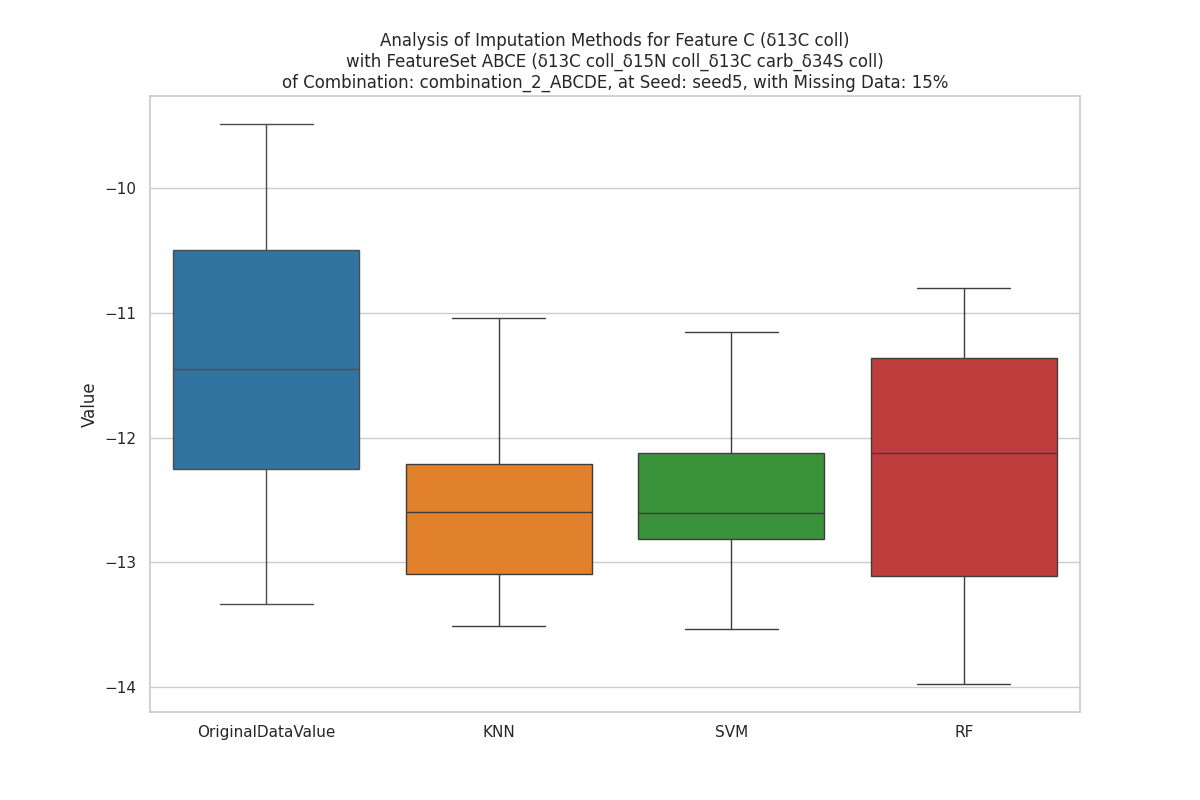 Analysis of Imputation Methods for Feature C (δ13C coll)
with FeatureSet ABCE (δ13C coll_δ15N coll_δ13C carb_δ34S coll)
of Combination: combination_2_ABCDE, at Seed: seed5, with Missing Data: 15%
Value
−10
−11
−12
−13
−14
OriginalDataValue
KNN
SVM
RF